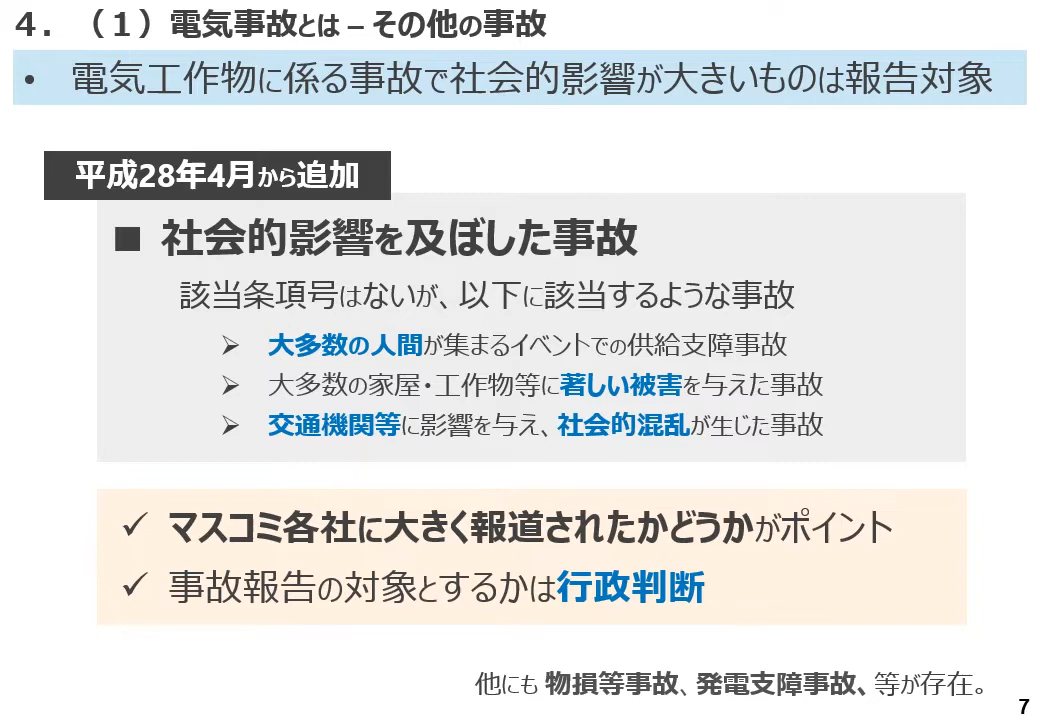 ４．（１）電気事故とは – その他の事故
• 電気工作物に係る事故で社会的影響が大きいものは報告対象
平成28年4月から追加
■ 社会的影響を及ぼした事故
該当条項号はないが、以下に該当するような事故
➢ 大多数の人間が集まるイベントでの供給支障事故
➢ 大多数の家屋・工作物等に著しい被害を与えた事故
➢ 交通機関等に影響を与え、社会的混乱が生じた事故
✓ マスコミ各社に大きく報道されたかどうかがポイント
✓ 事故報告の対象とするかは行政判断
他にも 物損等事故、発電支障事故、等が存在。
7